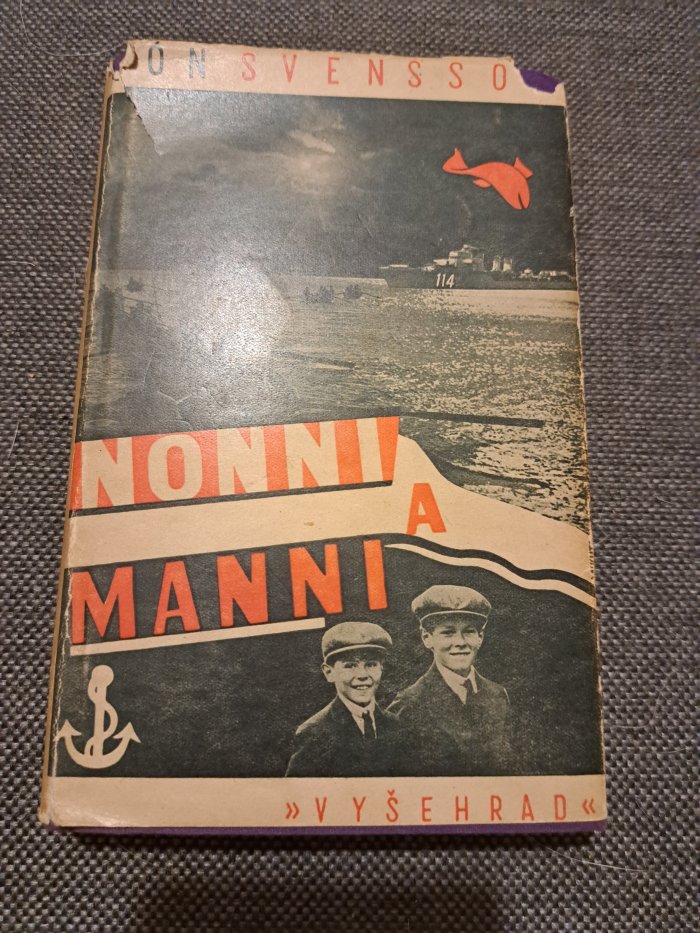 ÓN SVENSSO
114
NONNI
A
MANNI
»VYŠEHRAD«